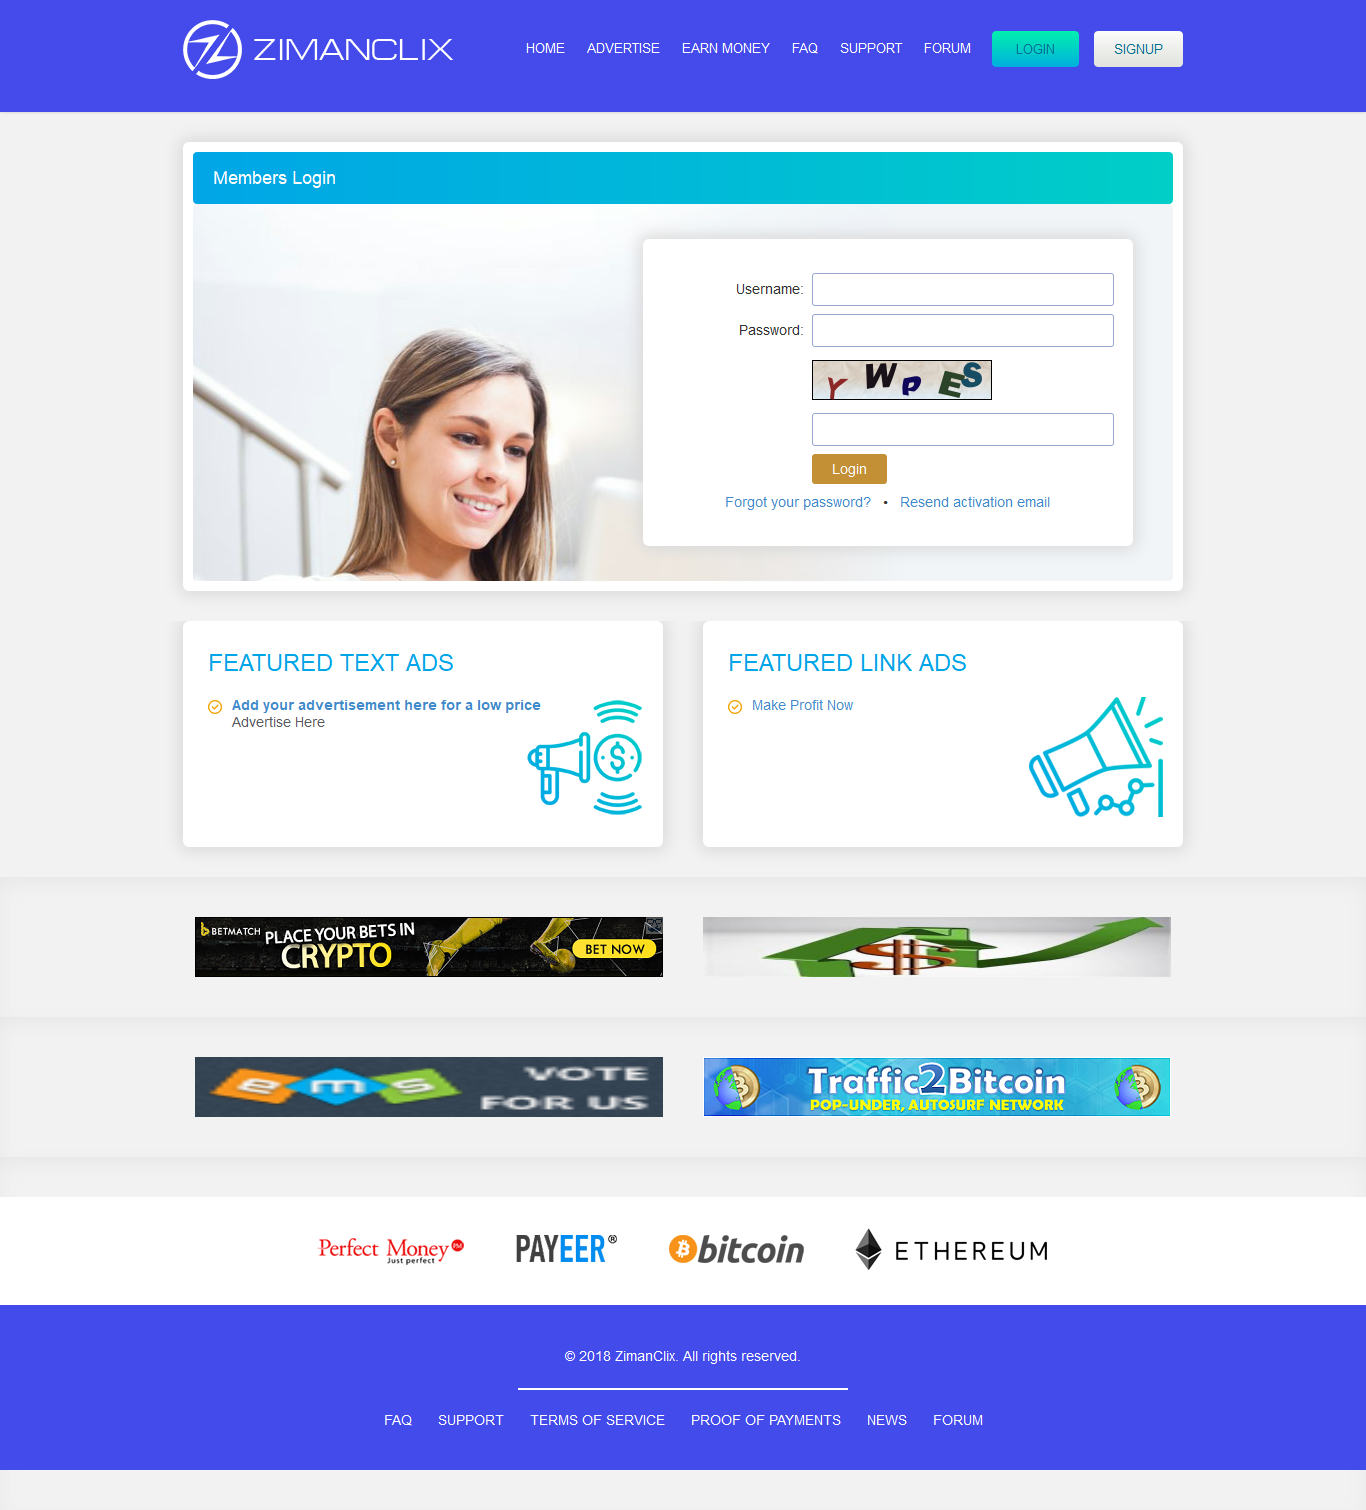 ZIMANCLIX
HOME ADVERTISE EARN MONEY FAQ SUPPORT FORUM LOGIN SIGNUP
Members Login
Username:
Password:
Y W P E S
Login
Forgot your password? • Resend activation email
FEATURED TEXT ADS
Add your advertisement here for a low price
Advertise Here
FEATURED LINK ADS
Make Profit Now
BETMATCH
PLACE YOUR BETS IN
CRYPTO
BET NOW
ems
VOTE
FOR US
Traffic2Bitcoin
POP-UNDER, AUTOSURF NETWORK
Perfect Money PM
Just perfect
PAYEER®
bitcoin
ETHEREUM
© 2018 ZimanClix. All rights reserved.
FAQ SUPPORT TERMS OF SERVICE PROOF OF PAYMENTS NEWS FORUM